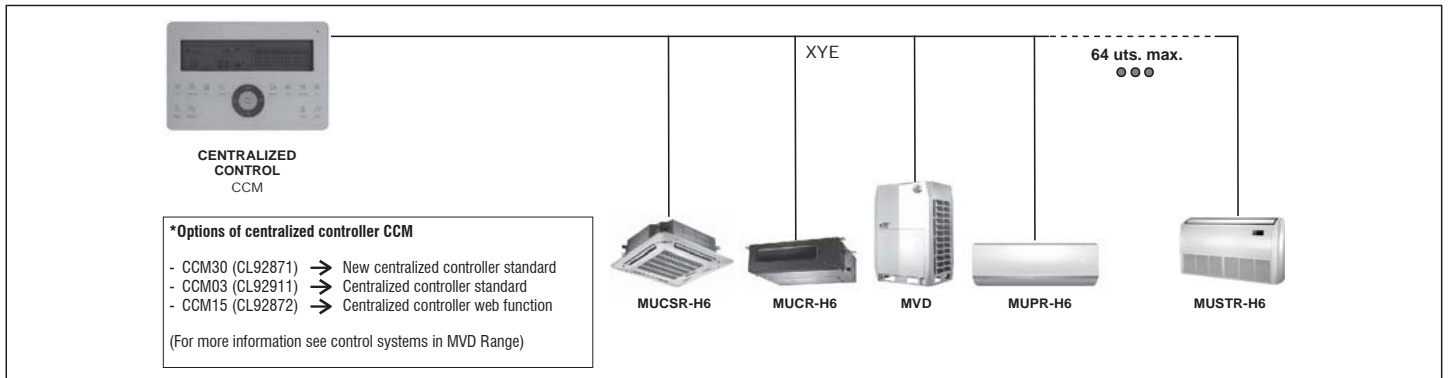 XYE
64 uts. max.
CENTRALIZED
CONTROL
CCM
*Options of centralized controller CCM
- CCM30 (CL92871) → New centralized controller standard
- CCM03 (CL92911) → Centralized controller standard
- CCM15 (CL92872) → Centralized controller web function
(For more information see control systems in MVD Range)
MUCSR-H6
MUCR-H6
MVD
MUPR-H6
MUSTR-H6